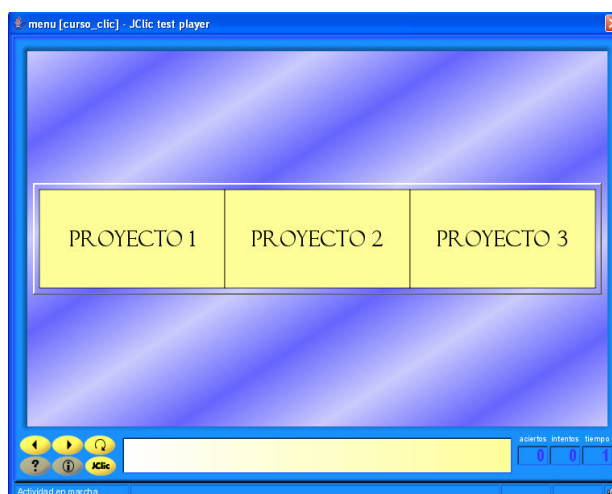 menu [curso_clic] - JClic test player
PROYECTO 1 PROYECTO 2 PROYECTO 3
aciertos intentos tiempo
? i JClic 0 0 1
Actividad en marcha